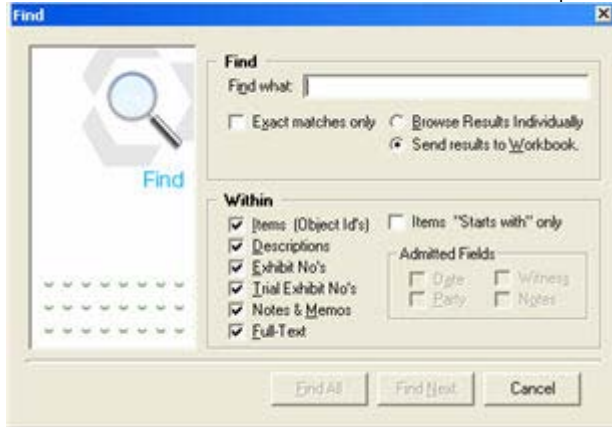 Find
Find
Find what:
Exact matches only
Browse Results Individually
Send results to Workbook.
Find
Within
Items (Object Id's)
Items "Starts with" only
Descriptions
Admitted Fields
Exhibit No's
Date
Witness
Trial Exhibit No's
Party
Notes
Notes & Memos
Full-Text
Find All
Find Next
Cancel